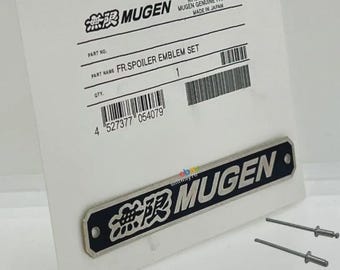 無限 MUGEN
MUGEN GENUINE
MADE IN JAPAN
PART NO.
PART NAME FR.SPOILER EMBLEM SET
QTY. 1
4 527377 054079
ebay
無限 MUGEN